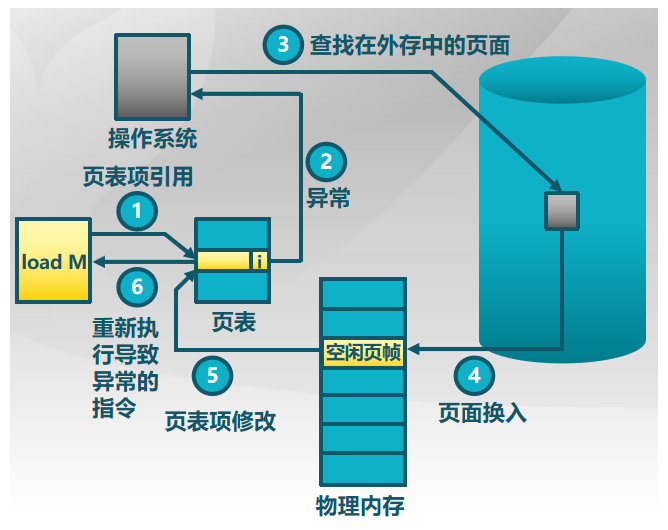 3 查找在外存中的页面
操作系统
页表项引用
2
异常
1
load M
i
6
页表
重新执
行导致
异常的
指令
空闲页帧
5
页表项修改
4
页面换入
物理内存